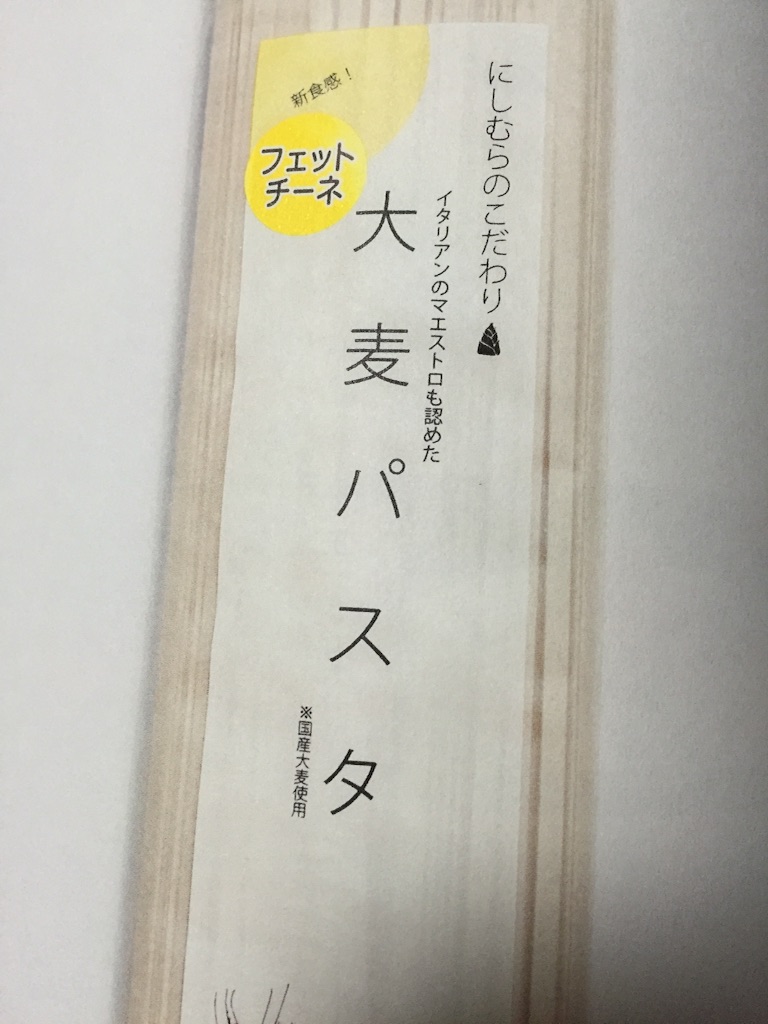 にしむらのこだわり
イタリアンのマエストロも認めた
大麦パスタ
新食感！
フェット
チーネ
※国産大麦使用